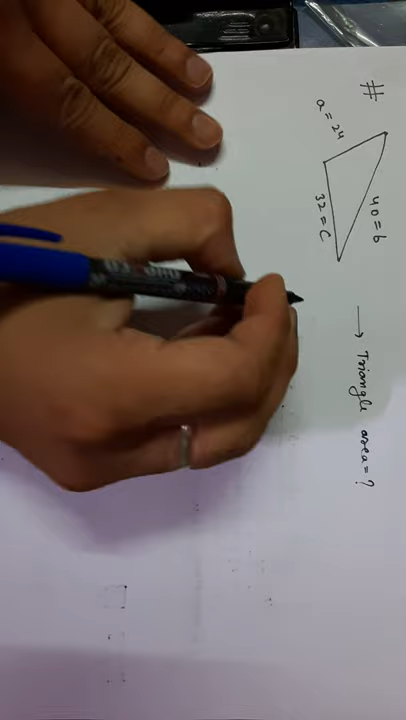 #
a = 24
40 = b
32 = C
→ Triangle area = ?